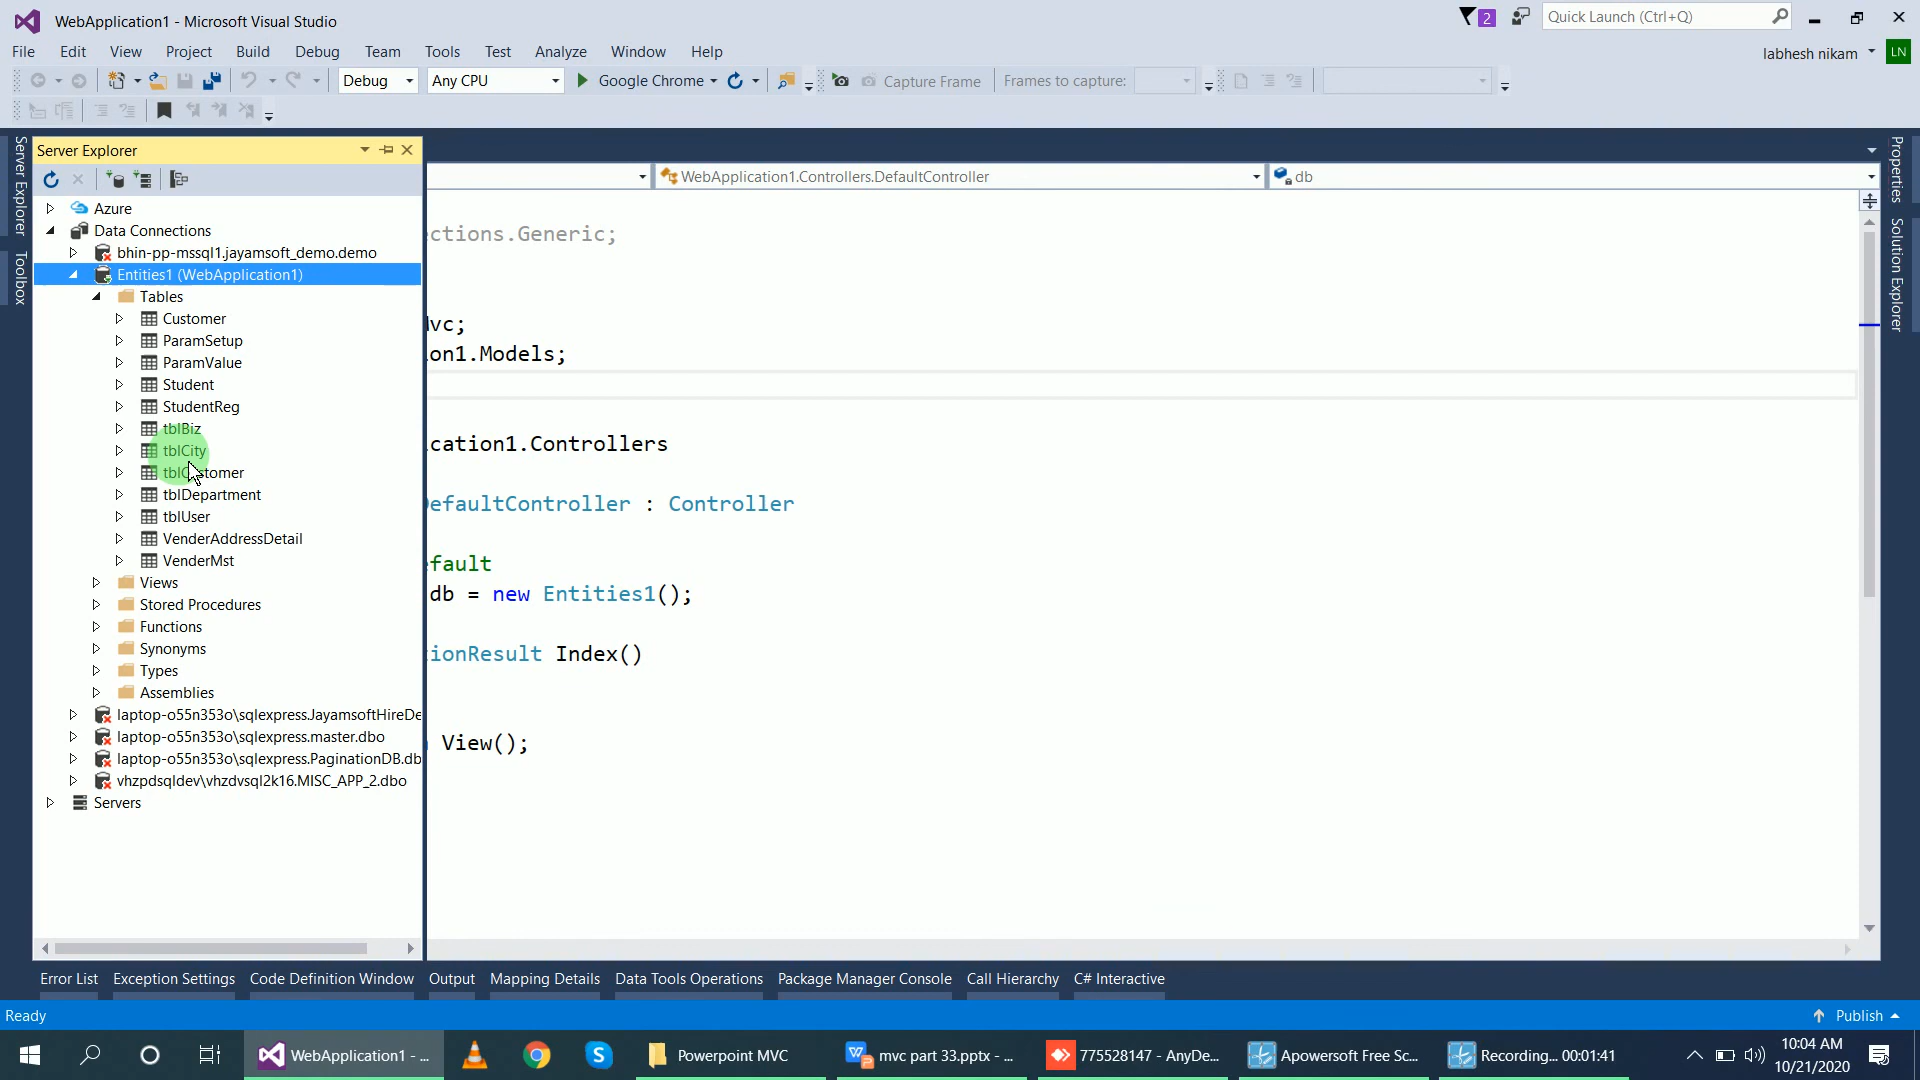 WebApplication1 - Microsoft Visual Studio
2
Quick Launch (Ctrl+Q)
File Edit View Project Build Debug Team Tools Test Analyze Window Help
labhesh nikam
LN
Debug
Any CPU
Google Chrome
Capture Frame
Frames to capture:
Server Explorer
Toolbox
Server Explorer
Azure
Data Connections
bhin-pp-mssql1.jayamsoft_demo.demo
Entities1 (WebApplication1)
Tables
Customer
ParamSetup
ParamValue
Student
StudentReg
tblBiz
tblCity
tblCustomer
tblDepartment
tblUser
VenderAddressDetail
VenderMst
Views
Stored Procedures
Functions
Synonyms
Types
Assemblies
laptop-o55n353o\sqlexpress.JayamsoftHireDe
laptop-o55n353o\sqlexpress.master.dbo
laptop-o55n353o\sqlexpress.PaginationDB.db
vhzpdsqldev\vhzdvsql2k16.MISC_APP_2.dbo
Servers
WebApplication1.Controllers.DefaultController
db
ctions.Generic;
Mvc;
ion1.Models;
cation1.Controllers
DefaultController : Controller
efault
db = new Entities1();
tionResult Index()
View();
Properties
Solution Explorer
Error List Exception Settings Code Definition Window Output Mapping Details Data Tools Operations Package Manager Console Call Hierarchy C# Interactive
Ready
Publish
WebApplication1 - ...
Powerpoint MVC
mvc part 33.pptx - ...
775528147 - AnyDe...
Apowersoft Free Sc...
Recording... 00:01:41
10:04 AM
10/21/2020